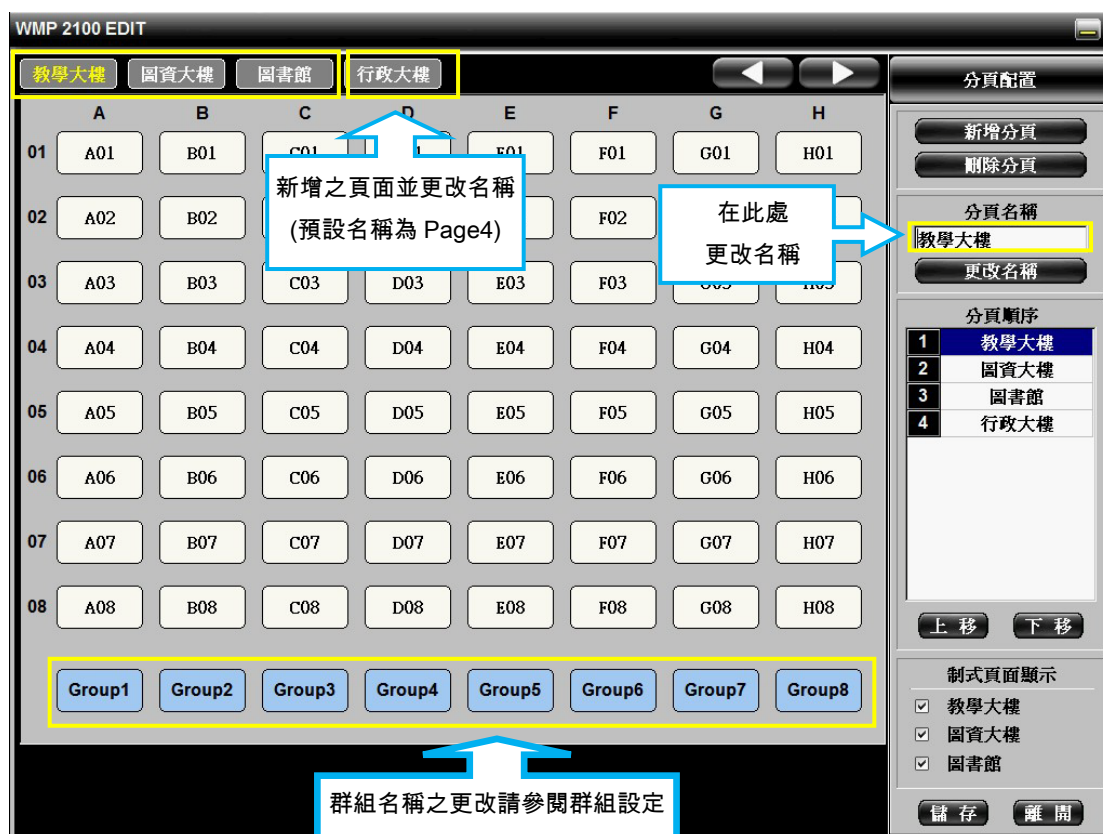 WMP 2100 EDIT
教學大樓 圖資大樓 圖書館 行政大樓
分頁配置
A B C D E F G H
01 A01 B01 C01 E01 F01 G01 H01
新增之頁面並更改名稱
(預設名稱為 Page4)
在此處
更改名稱
02 A02 B02 F02
03 A03 B03 C03 D03 E03 F03 G03 H03
04 A04 B04 C04 D04 E04 F04 G04 H04
05 A05 B05 C05 D05 E05 F05 G05 H05
06 A06 B06 C06 D06 E06 F06 G06 H06
07 A07 B07 C07 D07 E07 F07 G07 H07
08 A08 B08 C08 D08 E08 F08 G08 H08
Group1 Group2 Group3 Group4 Group5 Group6 Group7 Group8
群組名稱之更改請參閱群組設定
新增分頁
刪除分頁
分頁名稱
教學大樓
更改名稱
分頁順序
1 教學大樓
2 圖資大樓
3 圖書館
4 行政大樓
上移 下移
制式頁面顯示
教學大樓
圖資大樓
圖書館
儲存 離開